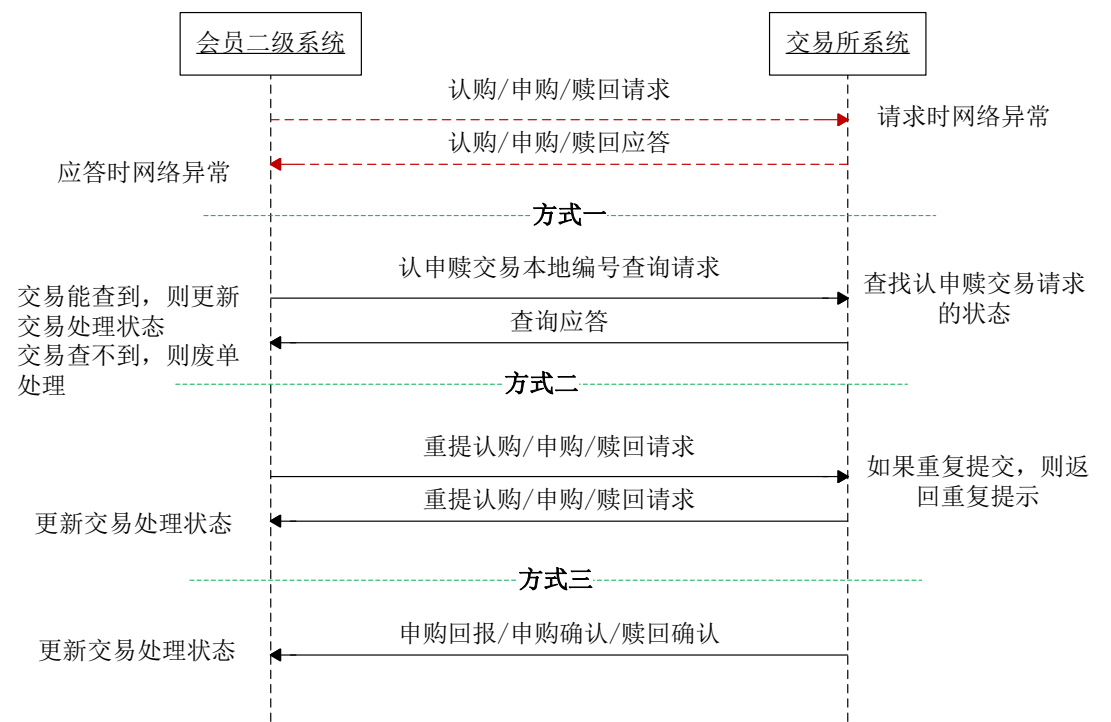 会员二级系统
交易所系统
认购/申购/赎回请求
请求时网络异常
认购/申购/赎回应答
应答时网络异常
方式一
认申赎交易本地编号查询请求
查找认申赎交易请求
的状态
交易能查到，则更新
交易处理状态
交易查不到，则废单
处理
查询应答
方式二
重提认购/申购/赎回请求
如果重复提交，则返
回重复提示
重提认购/申购/赎回请求
更新交易处理状态
方式三
申购回报/申购确认/赎回确认
更新交易处理状态